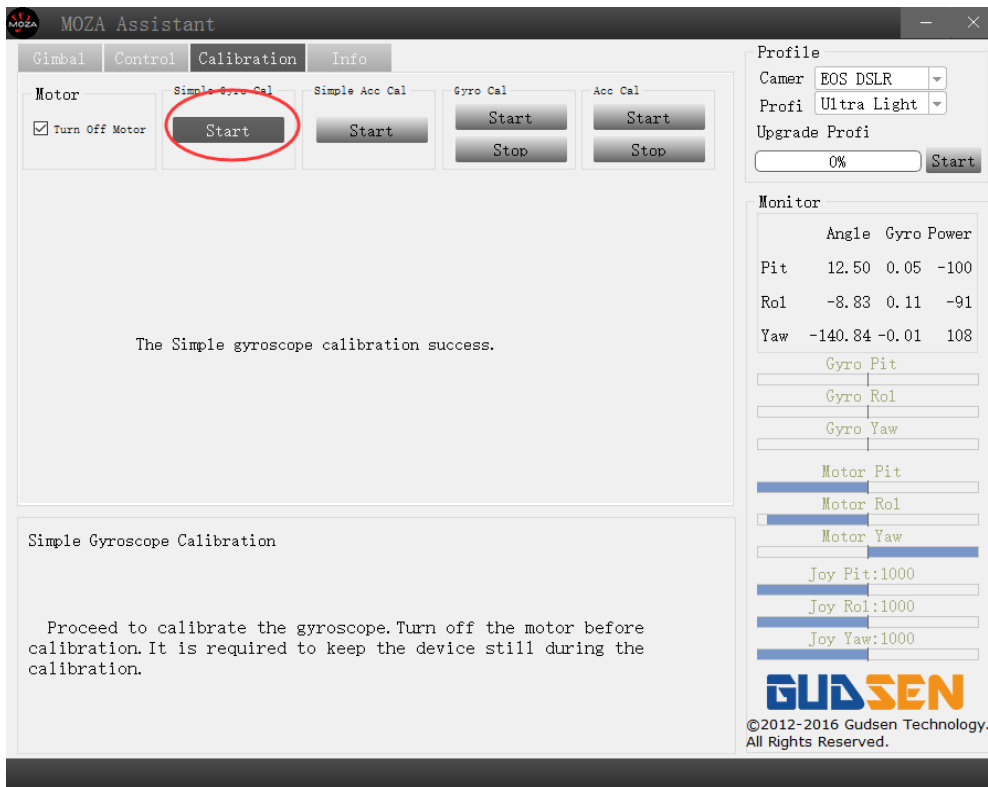 MOZA MOZA Assistant
Gimbal Control Calibration Info
Motor
Turn Off Motor
Simple Gyro Cal
Start
Simple Acc Cal
Start
Gyro Cal
Start
Stop
Acc Cal
Start
Stop
The Simple gyroscope calibration success.
Simple Gyroscope Calibration
Proceed to calibrate the gyroscope.Turn off the motor before
calibration.It is required to keep the device still during the
calibration.
Profile
Camer EOS DSLR
Profi Ultra Light
Upgrade Profi
0% Start
Monitor
Angle Gyro Power
Pit 12.50 0.05 -100
Rol -8.83 0.11 -91
Yaw -140.84 -0.01 108
Gyro Pit
Gyro Rol
Gyro Yaw
Motor Pit
Motor Rol
Motor Yaw
Joy Pit:1000
Joy Rol:1000
Joy Yaw:1000
GUDSEN
©2012-2016 Gudsen Technology.
All Rights Reserved.